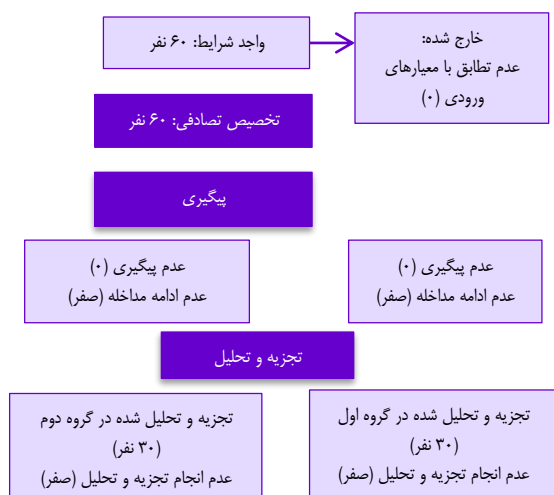 واجد شرایط: ۶۰ نفر
خارج شده:
عدم تطابق با معیارهای
ورودی (۰)
تخصیص تصادفی: ۶۰ نفر
پیگیری
عدم پیگیری (۰)
عدم ادامه مداخله (صفر)
عدم پیگیری (۰)
عدم ادامه مداخله (صفر)
تجزیه و تحلیل
تجزیه و تحلیل شده در گروه اول
(۳۰ نفر)
عدم انجام تجزیه و تحلیل (صفر)
تجزیه و تحلیل شده در گروه دوم
(۳۰ نفر)
عدم انجام تجزیه و تحلیل (صفر)